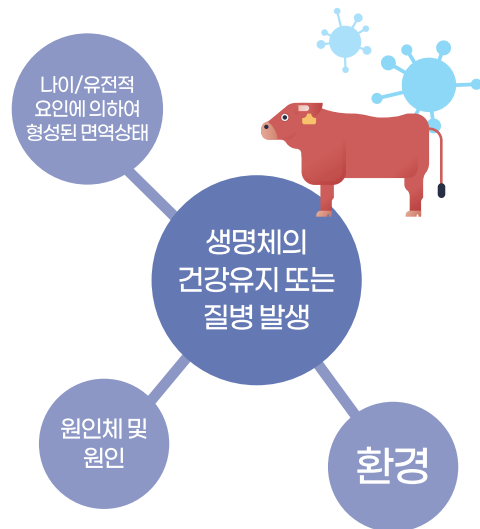 나이/유전적
요인에 의하여
형성된 면역상태
생명체의
건강유지 또는
질병 발생
원인체 및
원인
환경